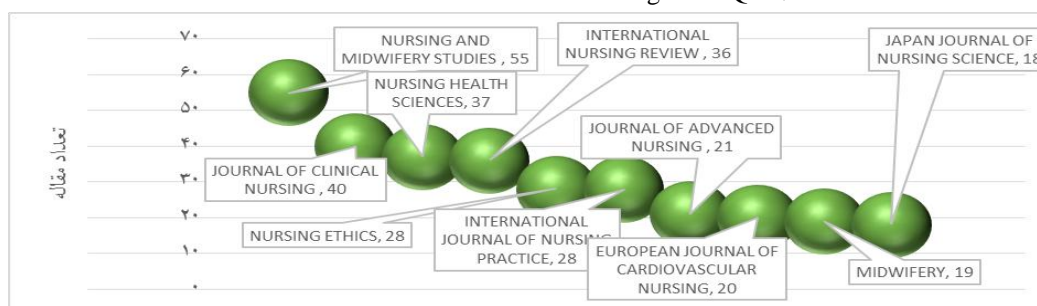 تعداد مقاله
۷۰
۶۰
۵۰
۴۰
۳۰
۲۰
۱۰
۰
NURSING AND
MIDWIFERY STUDIES , 55
JOURNAL OF CLINICAL
NURSING , 40
NURSING HEALTH
SCIENCES, 37
INTERNATIONAL
NURSING REVIEW , 36
NURSING ETHICS, 28
INTERNATIONAL
JOURNAL OF NURSING
PRACTICE, 28
JOURNAL OF ADVANCED
NURSING , 21
EUROPEAN JOURNAL OF
CARDIOVASCULAR
NURSING , 20
MIDWIFERY, 19
JAPAN JOURNAL OF
NURSING SCIENCE, 18